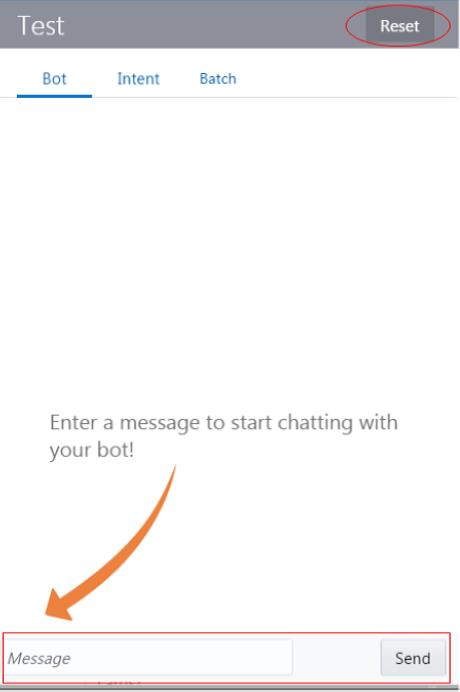 Test
Reset
Bot Intent Batch
Enter a message to start chatting with
your bot!
Message
Send